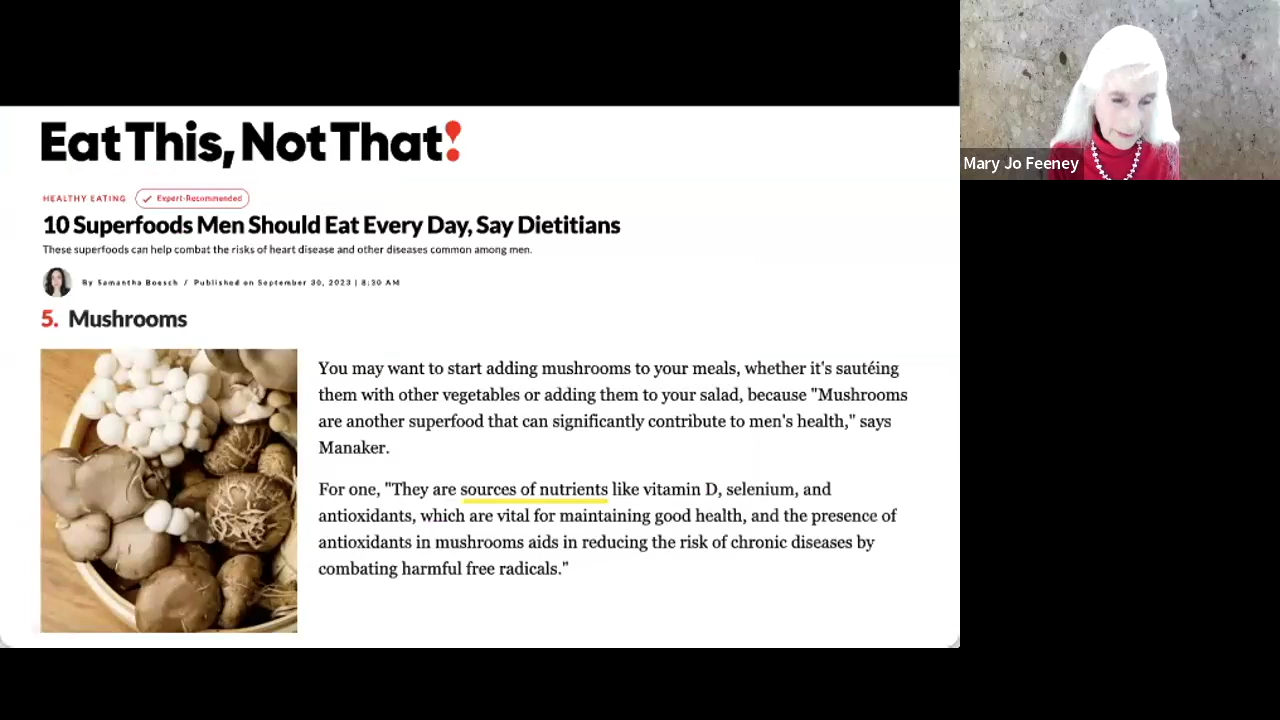 Eat This, Not That!
HEALTHY EATING Expert-Recommended
10 Superfoods Men Should Eat Every Day, Say Dietitians
These superfoods can help combat the risks of heart disease and other diseases common among men.
By Samantha Boesch / Published on September 30, 2023 | 8:30 AM
5. Mushrooms
You may want to start adding mushrooms to your meals, whether it's sautéing
them with other vegetables or adding them to your salad, because "Mushrooms
are another superfood that can significantly contribute to men's health," says
Manaker.
For one, "They are sources of nutrients like vitamin D, selenium, and
antioxidants, which are vital for maintaining good health, and the presence of
antioxidants in mushrooms aids in reducing the risk of chronic diseases by
combating harmful free radicals."
Mary Jo Feeney